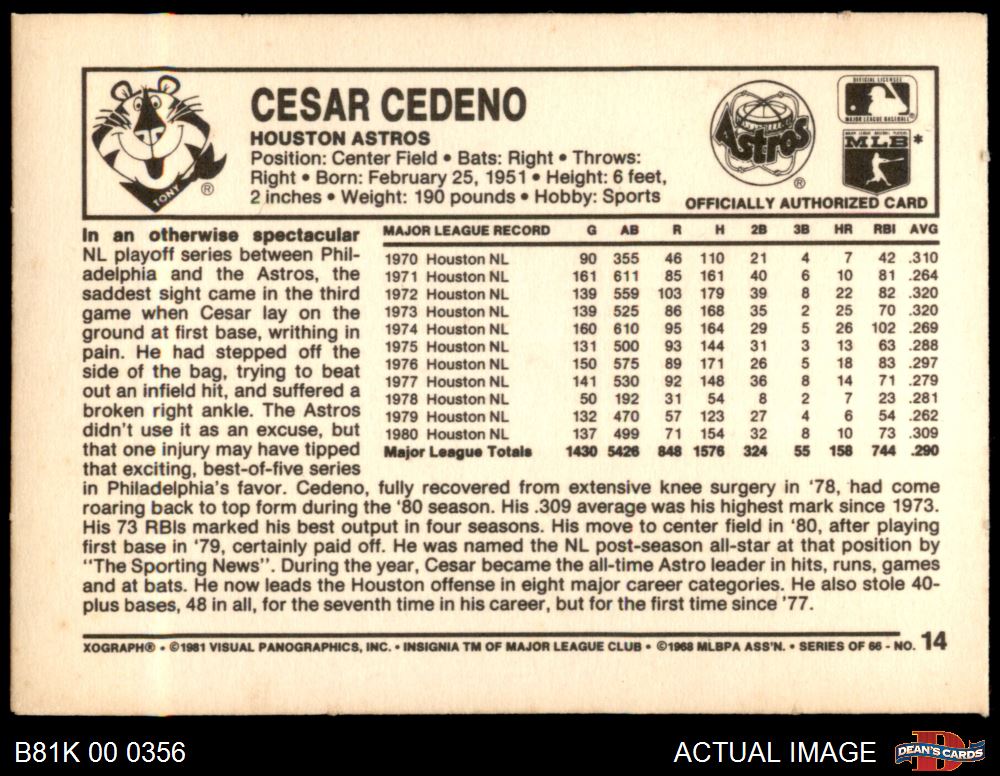 CESAR CEDENO
HOUSTON ASTROS
Position: Center Field • Bats: Right • Throws:
Right • Born: February 25, 1951 • Height: 6 feet,
2 inches • Weight: 190 pounds • Hobby: Sports
TONY ®
Astros ®
OFFICIAL LICENSEE
MAJOR LEAGUE BASEBALL®
MAJOR LEAGUE BASEBALL PLAYERS
MLB *
OFFICIALLY AUTHORIZED CARD
In an otherwise spectacular
NL playoff series between Phil-
adelphia and the Astros, the
saddest sight came in the third
game when Cesar lay on the
ground at first base, writhing in
pain. He had stepped off the
side of the bag, trying to beat
out an infield hit, and suffered a
broken right ankle. The Astros
didn't use it as an excuse, but
that one injury may have tipped
that exciting, best-of-five series
MAJOR LEAGUE RECORD G AB R H 2B 3B HR RBI AVG
1970 Houston NL 90 355 46 110 21 4 7 42 .310
1971 Houston NL 161 611 85 161 40 6 10 81 .264
1972 Houston NL 139 559 103 179 39 8 22 82 .320
1973 Houston NL 139 525 86 168 35 2 25 70 .320
1974 Houston NL 160 610 95 164 29 5 26 102 .269
1975 Houston NL 131 500 93 144 31 3 13 63 .288
1976 Houston NL 150 575 89 171 26 5 18 83 .297
1977 Houston NL 141 530 92 148 36 8 14 71 .279
1978 Houston NL 50 192 31 54 8 2 7 23 .281
1979 Houston NL 132 470 57 123 27 4 6 54 .262
1980 Houston NL 137 499 71 154 32 8 10 73 .309
Major League Totals 1430 5426 848 1576 324 55 158 744 .290
in Philadelphia's favor. Cedeno, fully recovered from extensive knee surgery in '78, had come
roaring back to top form during the '80 season. His .309 average was his highest mark since 1973.
His 73 RBIs marked his best output in four seasons. His move to center field in '80, after playing
first base in '79, certainly paid off. He was named the NL post-season all-star at that position by
"The Sporting News". During the year, Cesar became the all-time Astro leader in hits, runs, games
and at bats. He now leads the Houston offense in eight major career categories. He also stole 40-
plus bases, 48 in all, for the seventh time in his career, but for the first time since '77.
XOGRAPH® • ©1981 VISUAL PANOGRAPHICS, INC. • INSIGNIA TM OF MAJOR LEAGUE CLUB • ©1968 MLBPA ASS'N. • SERIES OF 66 - NO. 14
B81K 00 0356
ACTUAL IMAGE
DEAN'S CARDS